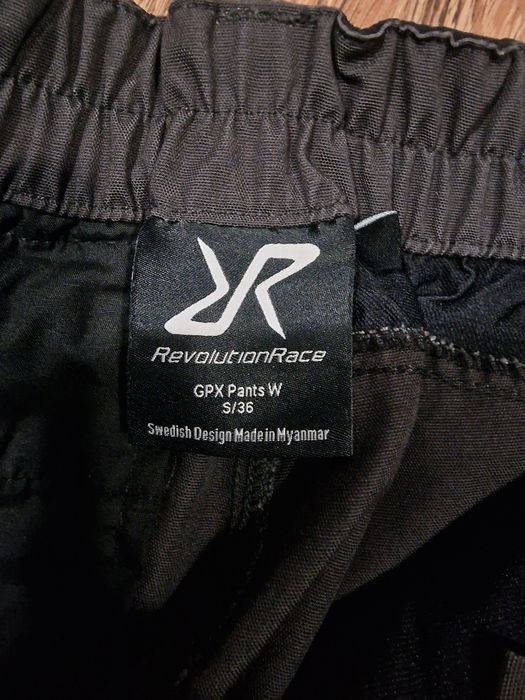 RevolutionRace
GPX Pants W
S/36
Swedish Design Made in Myanmar